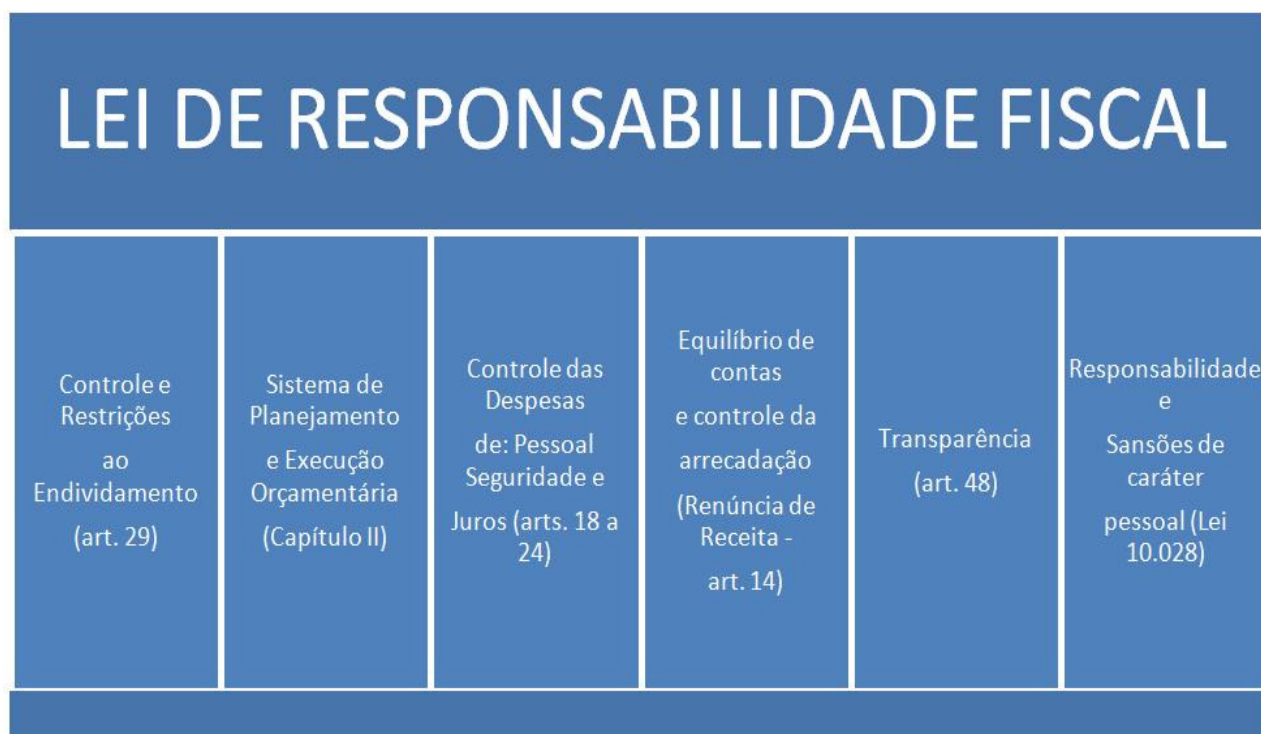 LEI DE RESPONSABILIDADE FISCAL
Controle e
Restrições
ao
Endividamento
(art. 29)
Sistema de
Planejamento
e Execução
Orçamentária
(Capítulo II)
Controle das
Despesas
de: Pessoal
Seguridade e
Juros (arts. 18 a
24)
Equilíbrio de
contas
e controle da
arrecadação
(Renúncia de
Receita -
art. 14)
Transparência
(art. 48)
Responsabilidade
e
Sansões de
caráter
pessoal (Lei
10.028)